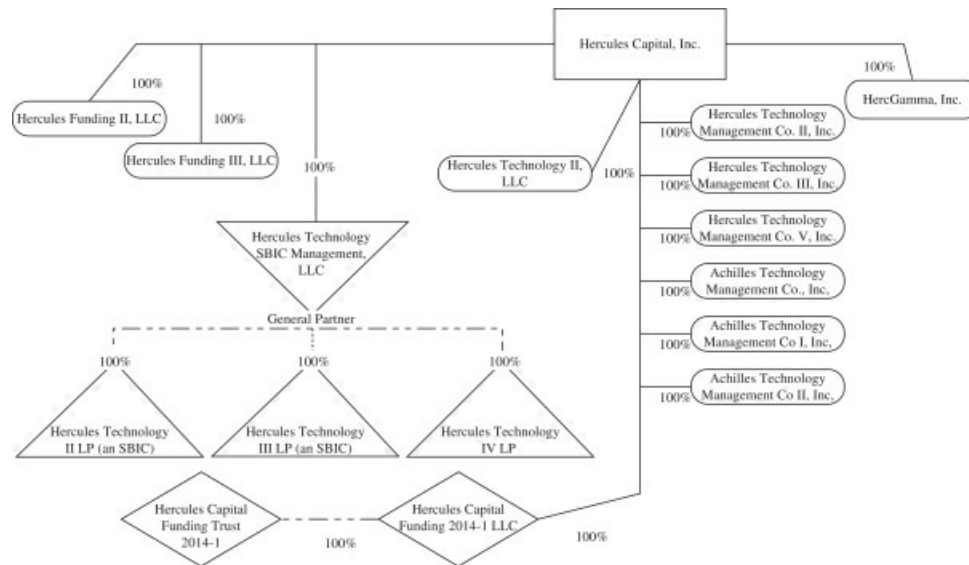 Hercules Capital, Inc.
100%
100%
Hercules Funding II, LLC
HercGamma, Inc.
100%
Hercules Funding III, LLC
100%
Hercules Technology II,
LLC
100%
100%
Hercules Technology
Management Co. II, Inc,
100%
Hercules Technology
Management Co. III, Inc,
100%
Hercules Technology
Management Co. V, Inc,
100%
Achilles Technology
Management Co., Inc,
100%
Achilles Technology
Management Co I, Inc,
100%
Achilles Technology
Management Co II, Inc,
Hercules Technology
SBIC Management,
LLC
General Partner
100%
100%
100%
Hercules Technology
II LP (an SBIC)
Hercules Technology
III LP (an SBIC)
Hercules Technology
IV LP
Hercules Capital
Funding Trust
2014-1
100%
Hercules Capital
Funding 2014-1 LLC
100%